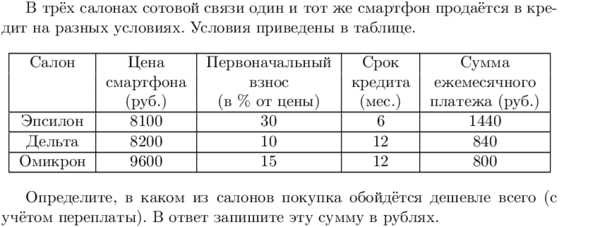 В трёх салонах сотовой связи один и тот же смартфон продаётся в кре-
дит на разных условиях. Условия приведены в таблице.
Салон Цена смартфона (руб.) Первоначальный взнос (в % от цены) Срок кредита (мес.) Сумма ежемесячного платежа (руб.)
Эпсилон 8100 30 6 1440
Дельта 8200 10 12 840
Омикрон 9600 15 12 800
Определите, в каком из салонов покупка обойдётся дешевле всего (с
учётом переплаты). В ответ запишите эту сумму в рублях.